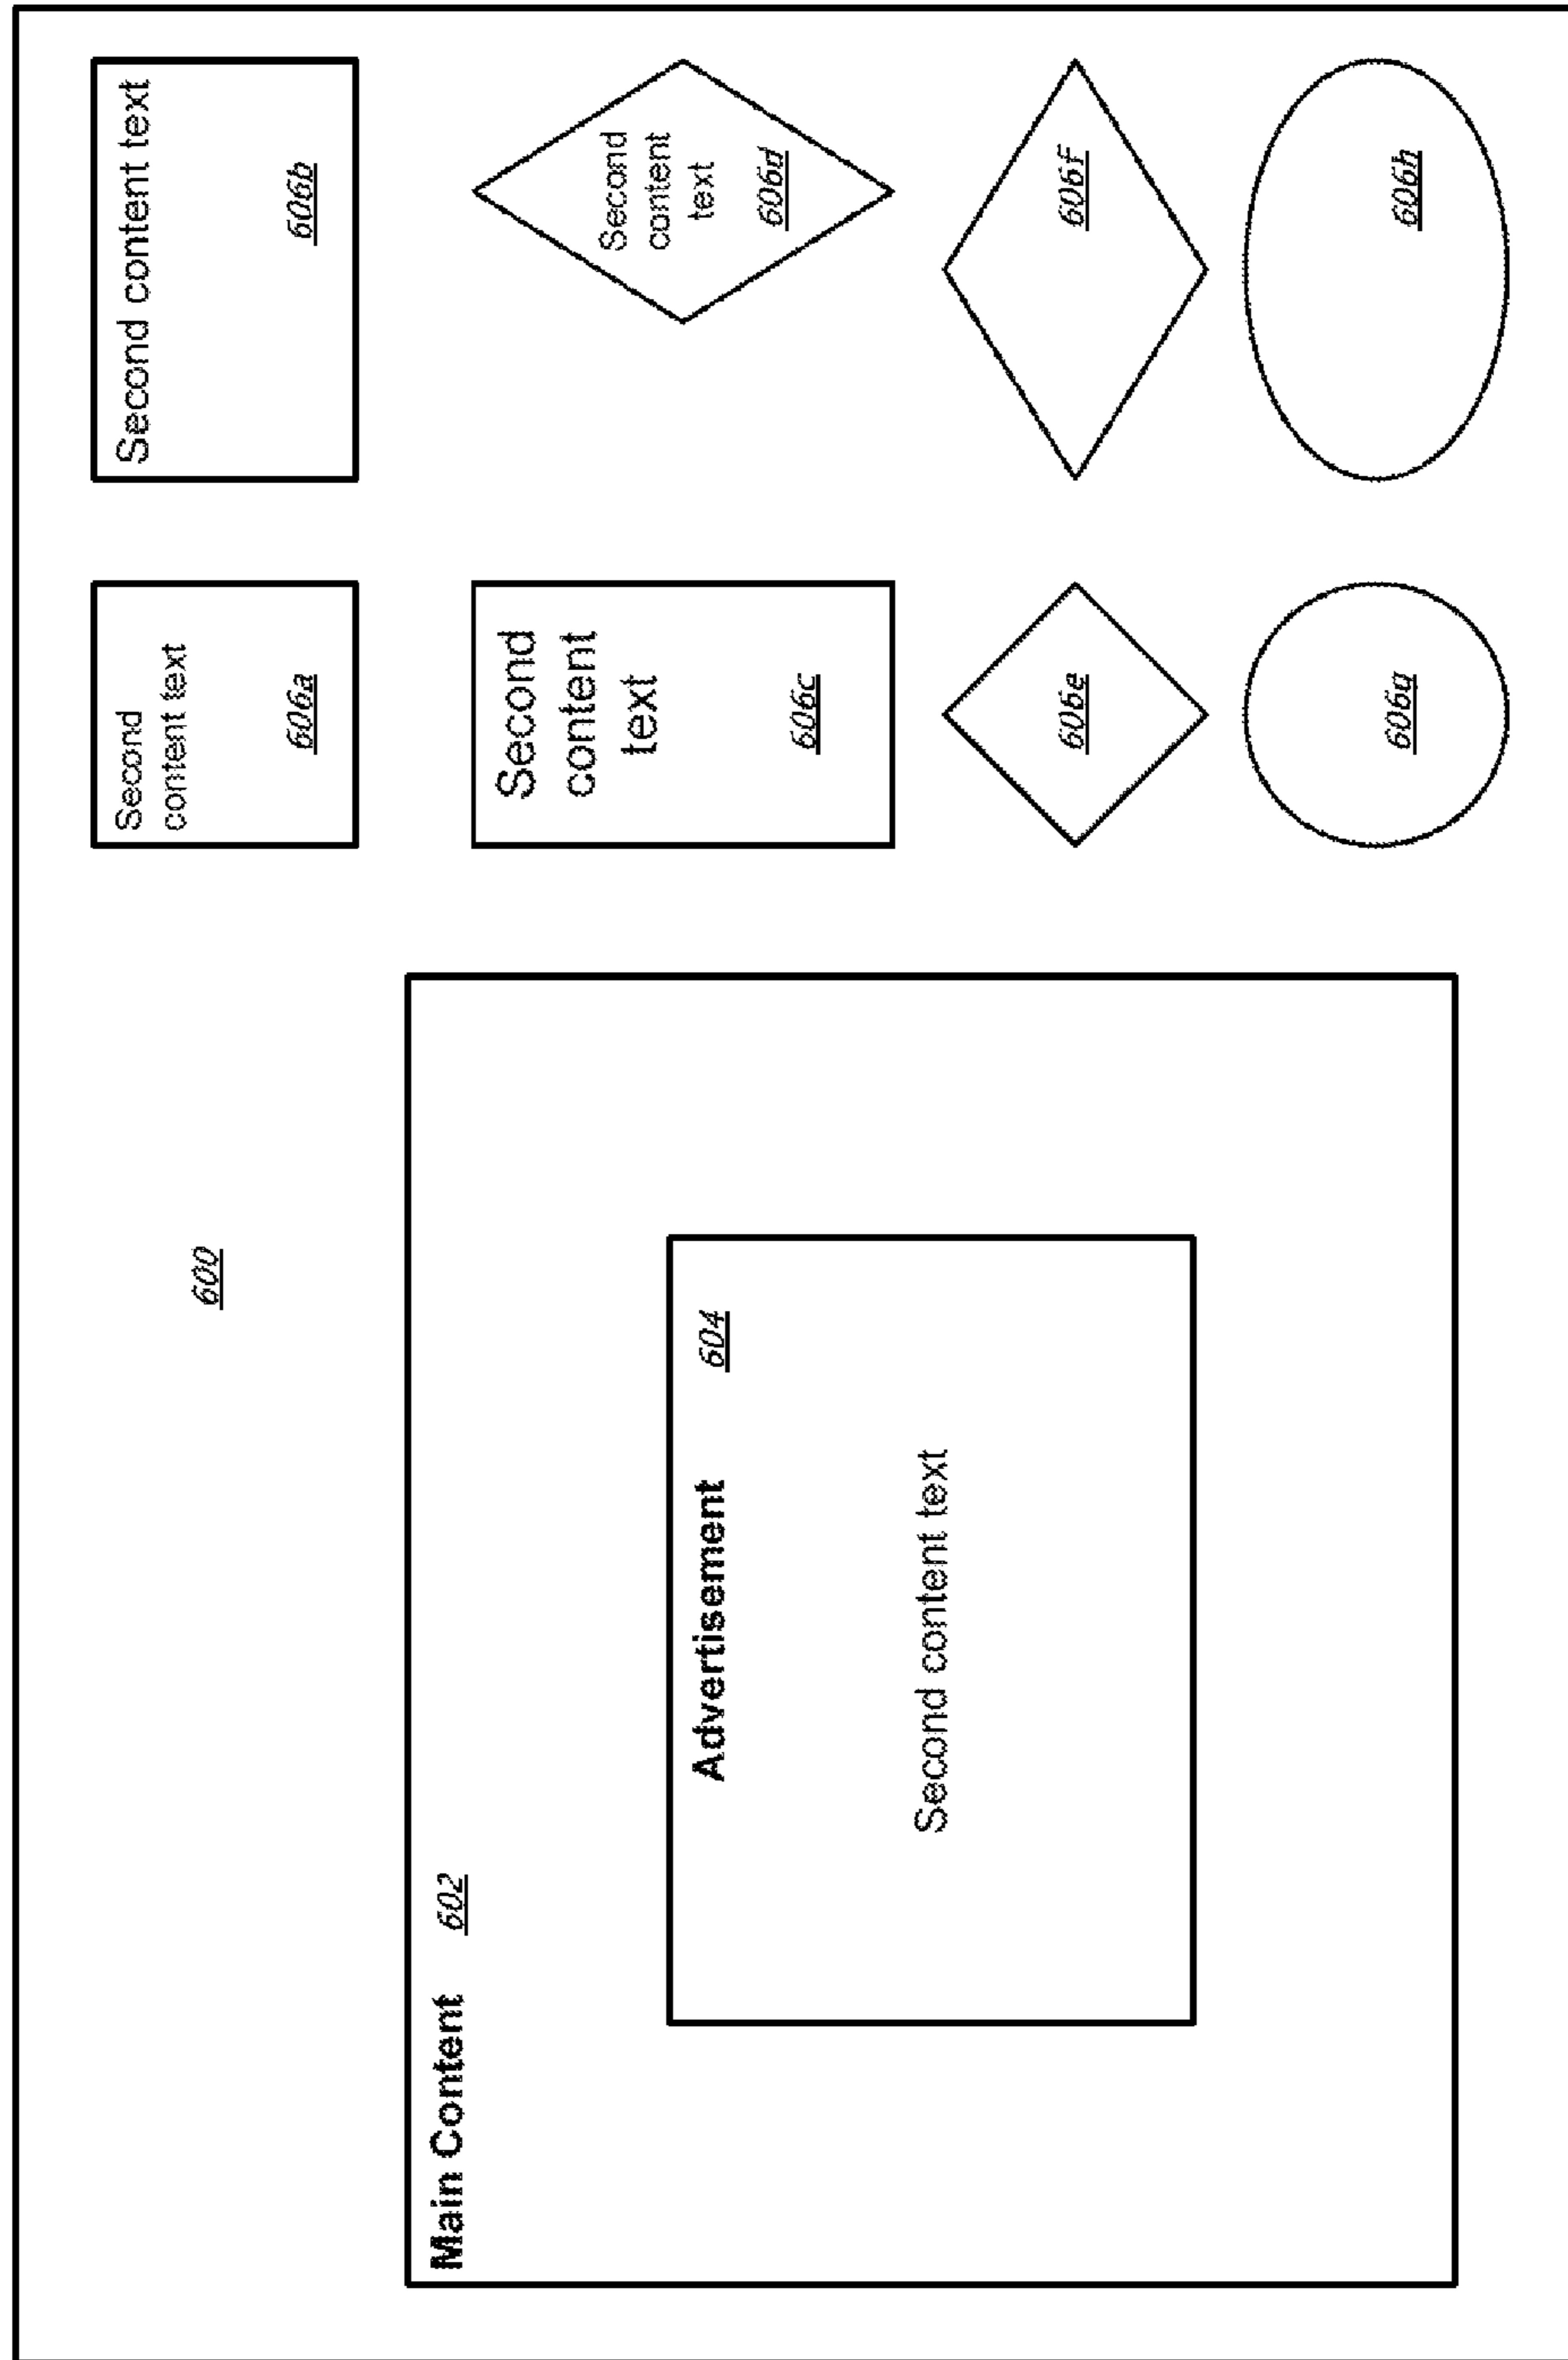 600
Main Content 602
Advertisement 604
Second content text
Second
content text
606a
Second content text
606b
Second
content
text
606c
Second
content
text
606d
606e
606f
606g
606h